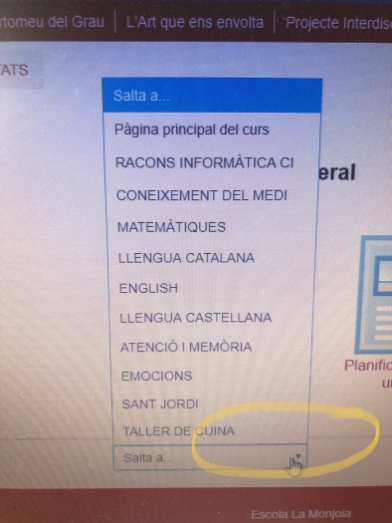 rtomeu del Grau | L'Art que ens envolta | 'Projecte Interdisc
ATS
Salta a...
Pàgina principal del curs
RACONS INFORMÀTICA CI
eral
CONEIXEMENT DEL MEDI
MATEMÀTIQUES
LLENGUA CATALANA
ENGLISH
LLENGUA CASTELLANA
ATENCIÓ I MEMÒRIA
Planific
EMOCIONS
SANT JORDI
TALLER DE CUINA
Salta a...
Escola La Monjoia